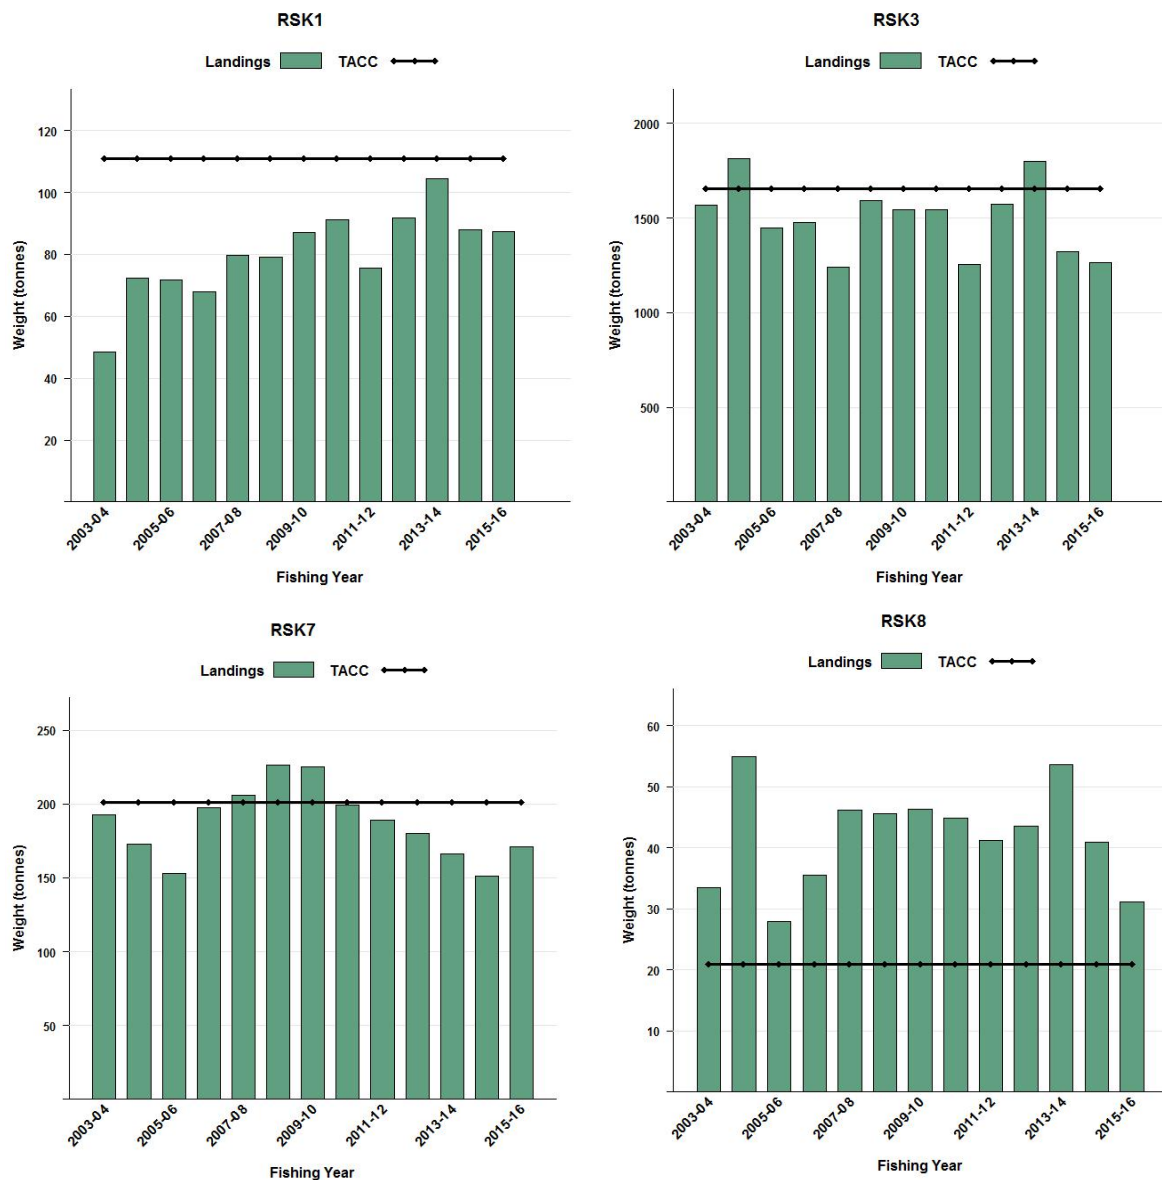 RSK1
Landings TACC
Weight (tonnes)
120
100
80
60
40
20
2003-04 2005-06 2007-08 2009-10 2011-12 2013-14 2015-16
Fishing Year
RSK3
Landings TACC
Weight (tonnes)
2000
1500
1000
500
2003-04 2005-06 2007-08 2009-10 2011-12 2013-14 2015-16
Fishing Year
RSK7
Landings TACC
Weight (tonnes)
250
200
150
100
50
2003-04 2005-06 2007-08 2009-10 2011-12 2013-14 2015-16
Fishing Year
RSK8
Landings TACC
Weight (tonnes)
60
50
40
30
20
10
2003-04 2005-06 2007-08 2009-10 2011-12 2013-14 2015-16
Fishing Year